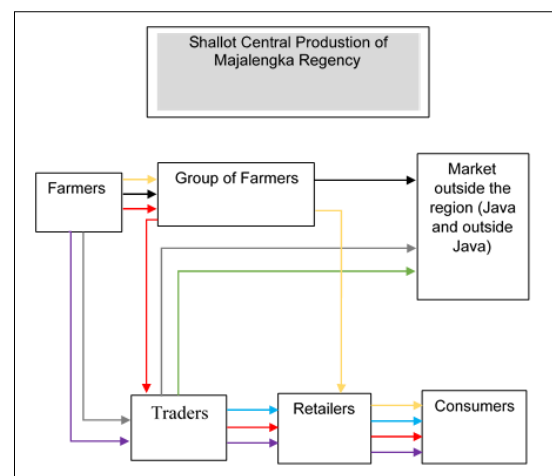 Shallot Central Produstion of
Majalengka Regency
Farmers
Group of Farmers
Market
outside the
region (Java
and outside
Java)
Traders
Retailers
Consumers